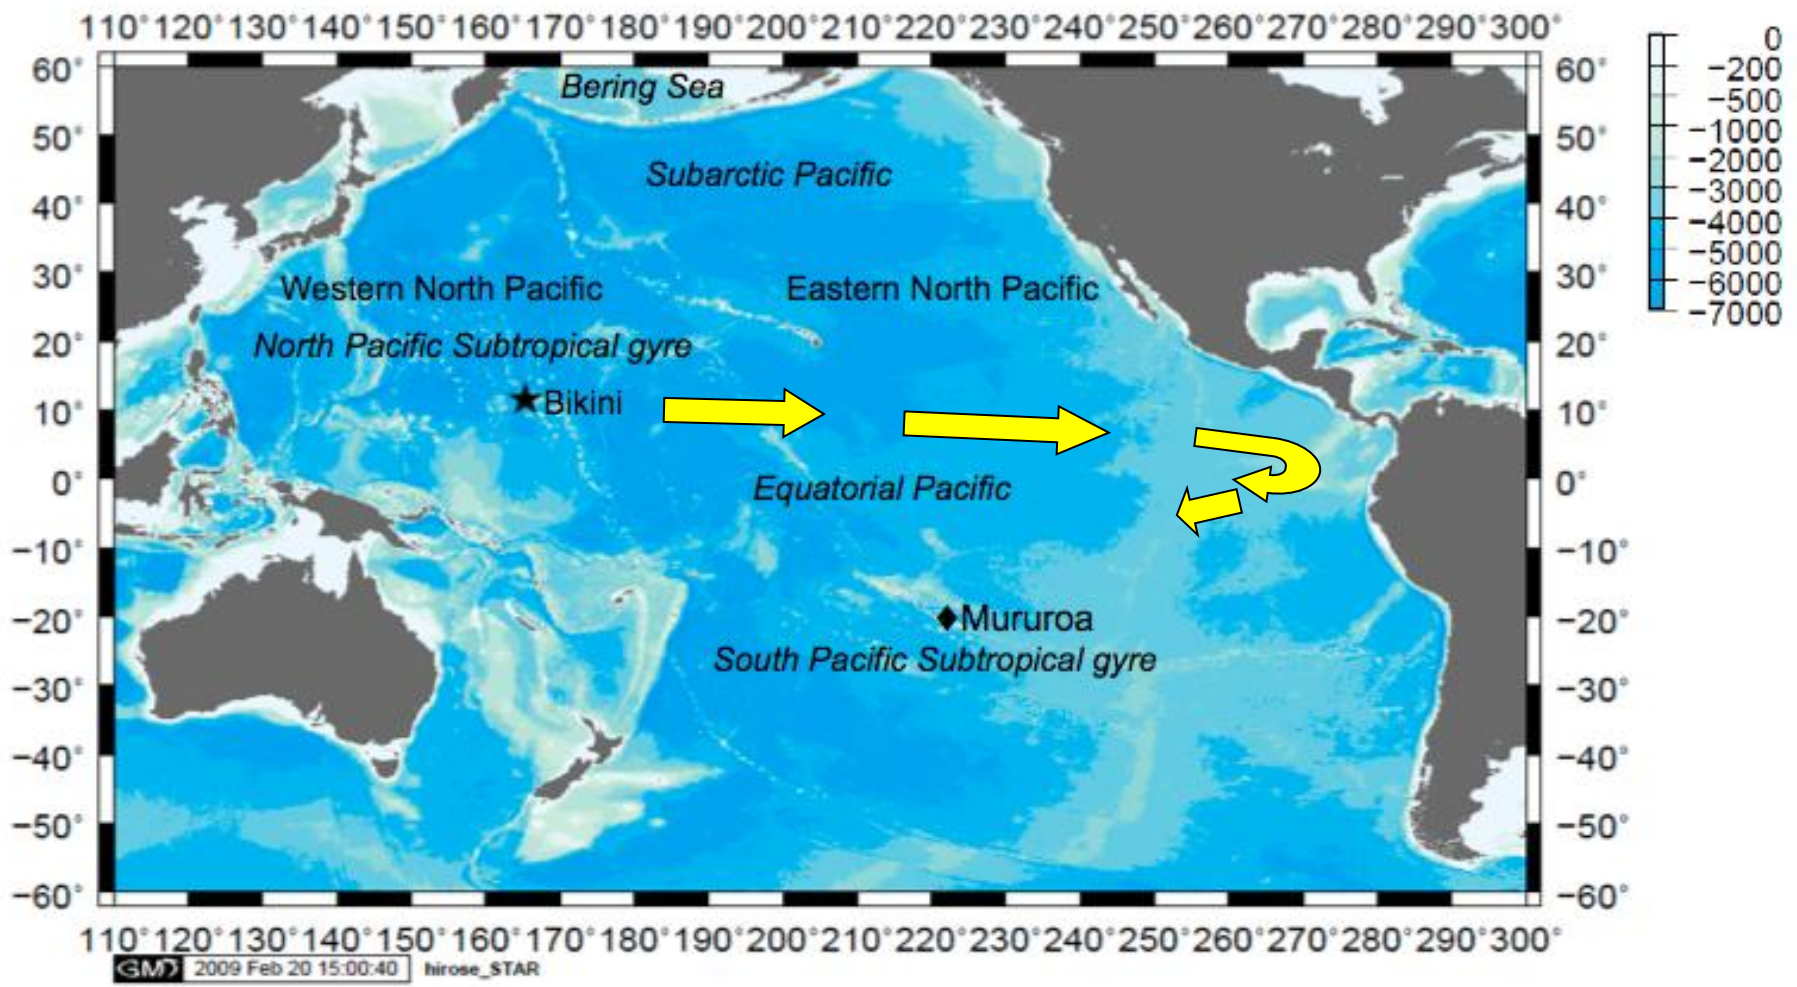 110° 120° 130° 140° 150° 160° 170° 180° 190° 200° 210° 220° 230° 240° 250° 260° 270° 280° 290° 300°
0
60° Bering Sea 60° −200
−500
50° 50° −1000
Subarctic Pacific −2000
−3000
40° 40° −4000
−5000
30° Western North Pacific Eastern North Pacific 30° −6000
−7000
20° North Pacific Subtropical gyre 20°
10° Bikini 10°
0° Equatorial Pacific 0°
−10° −10°
−20° Mururoa −20°
South Pacific Subtropical gyre
−30° −30°
−40° −40°
−50° −50°
−60° −60°
110° 120° 130° 140° 150° 160° 170° 180° 190° 200° 210° 220° 230° 240° 250° 260° 270° 280° 290° 300°
GMD 2009 Feb 20 15:00:40 hirose_STAR